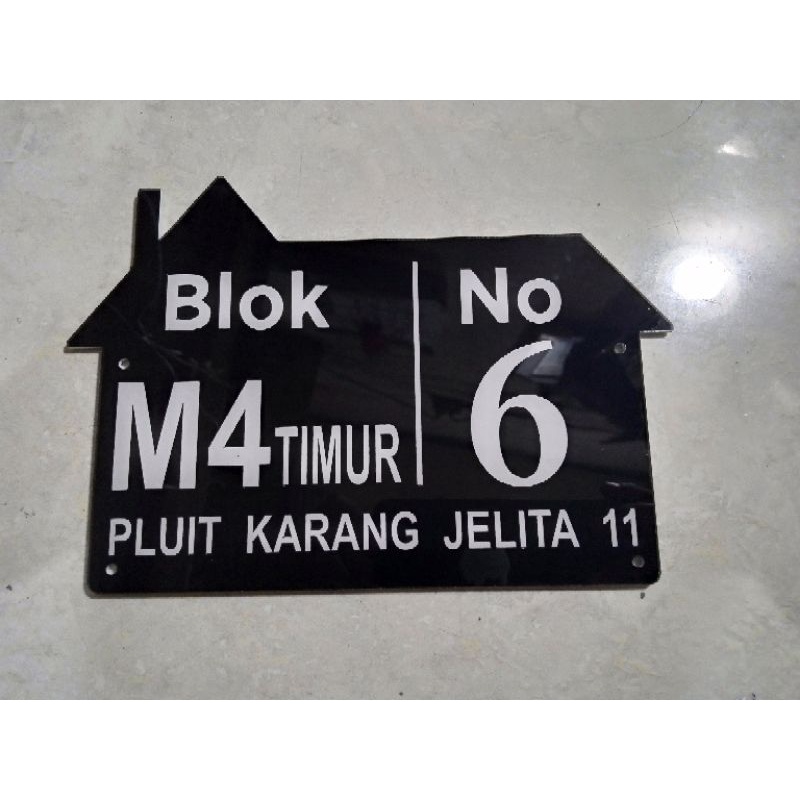 Blok No
M4 TIMUR 6
PLUIT KARANG JELITA 11